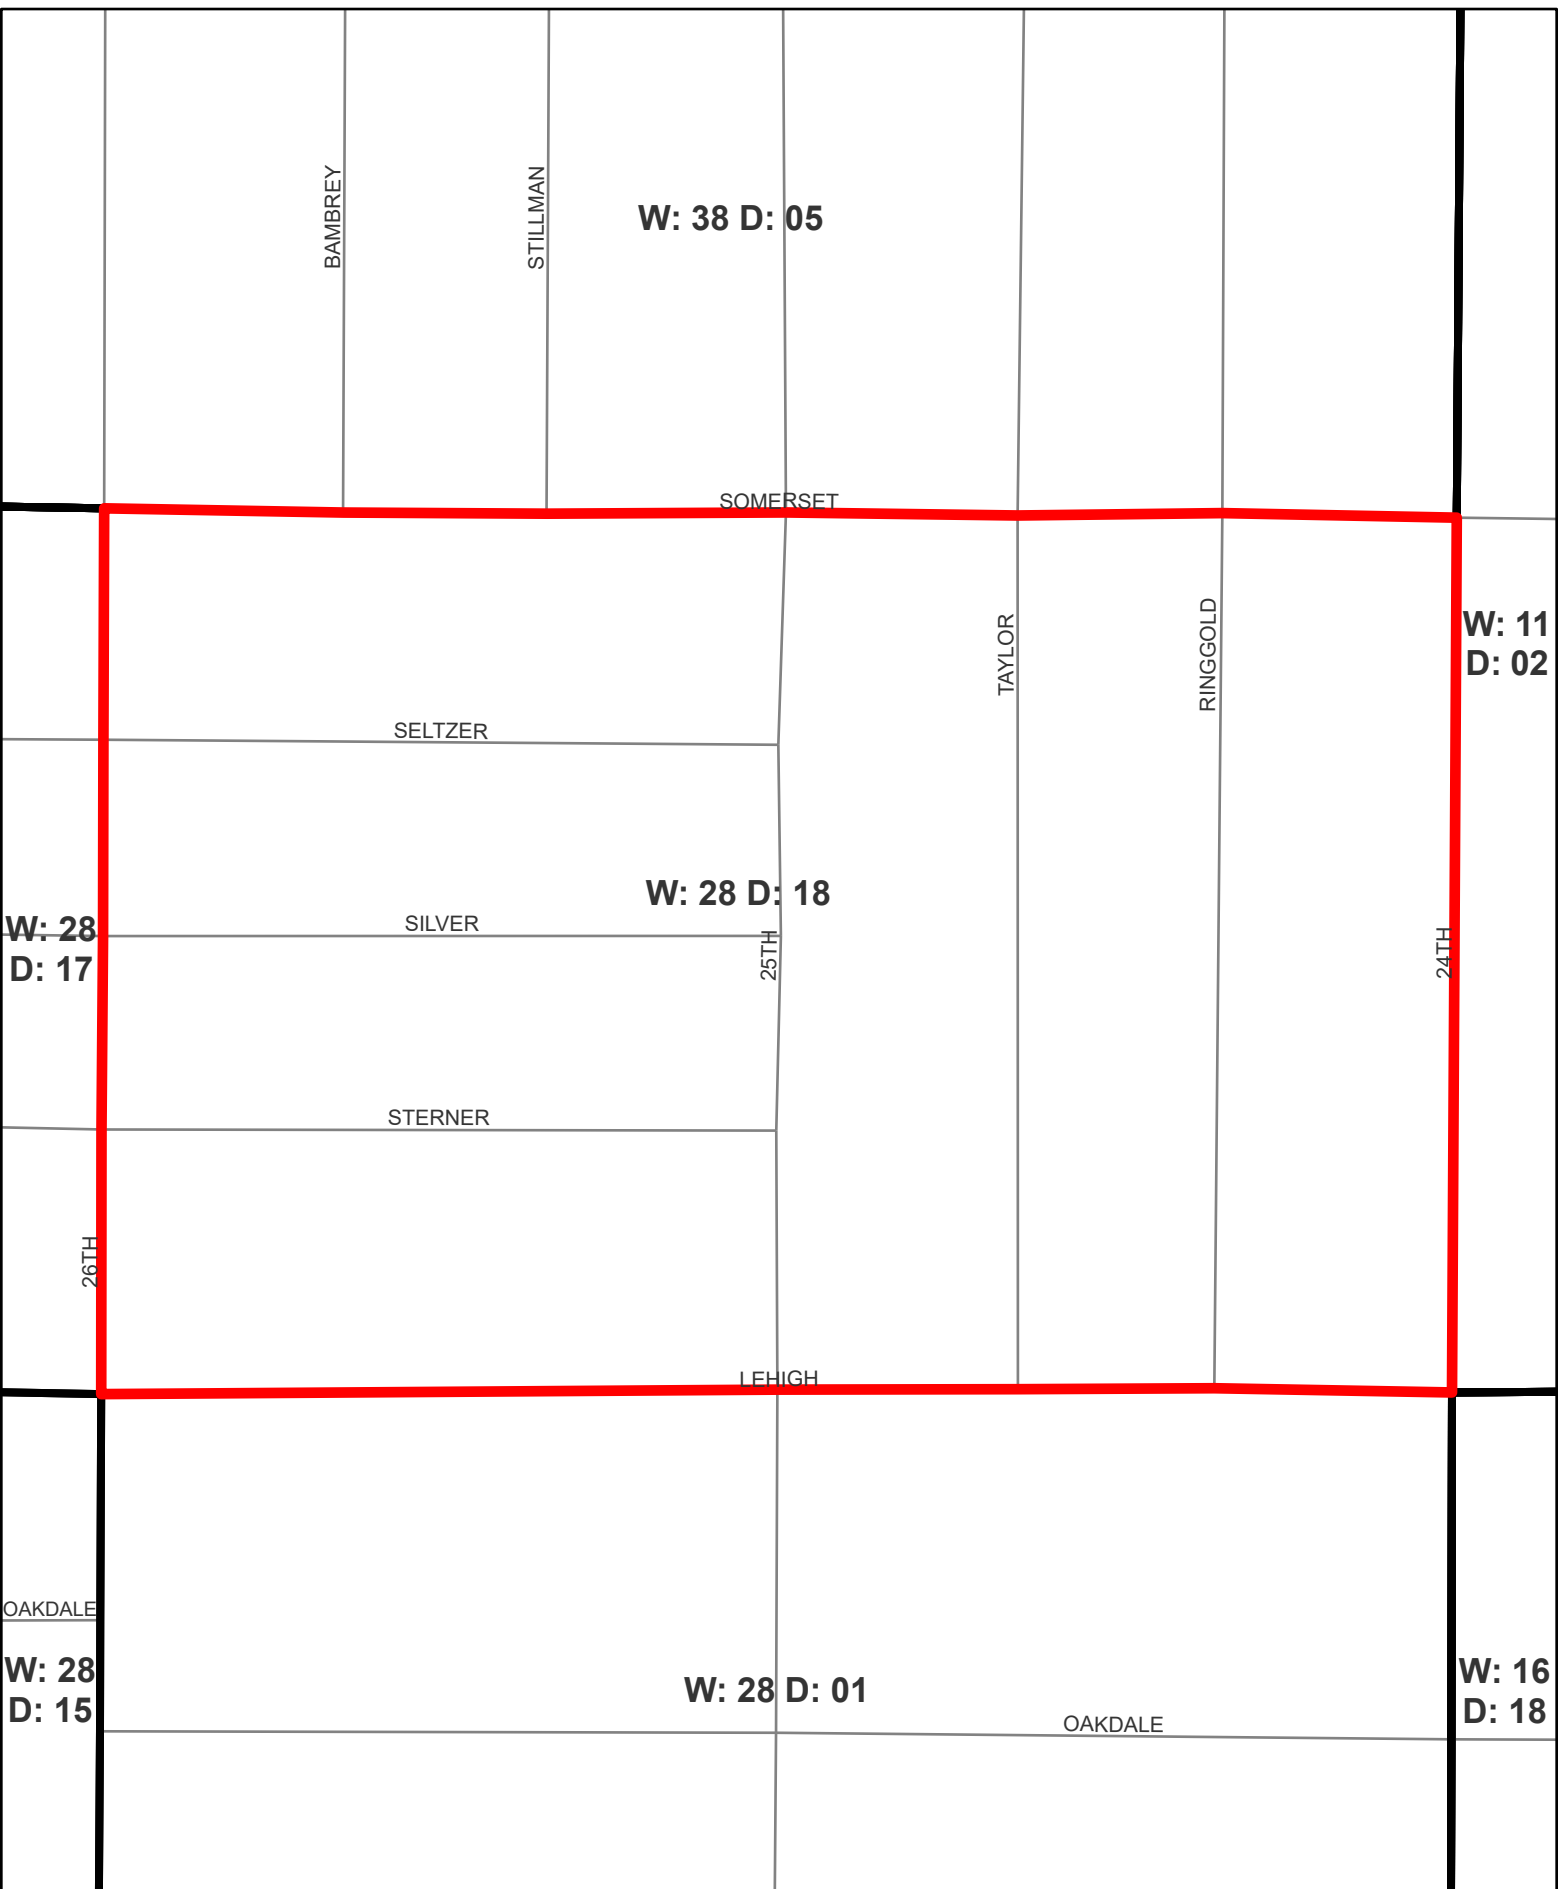 BAMBREY
STILLMAN
W: 38 D: 05
SOMERSET
TAYLOR
RINGGOLD
W: 11
D: 02
SELTZER
W: 28 D: 18
SILVER
W: 28
D: 17
25TH
24TH
STERNER
26TH
LEHIGH
OAKDALE
W: 28
D: 15
W: 28 D: 01
W: 16
D: 18
OAKDALE